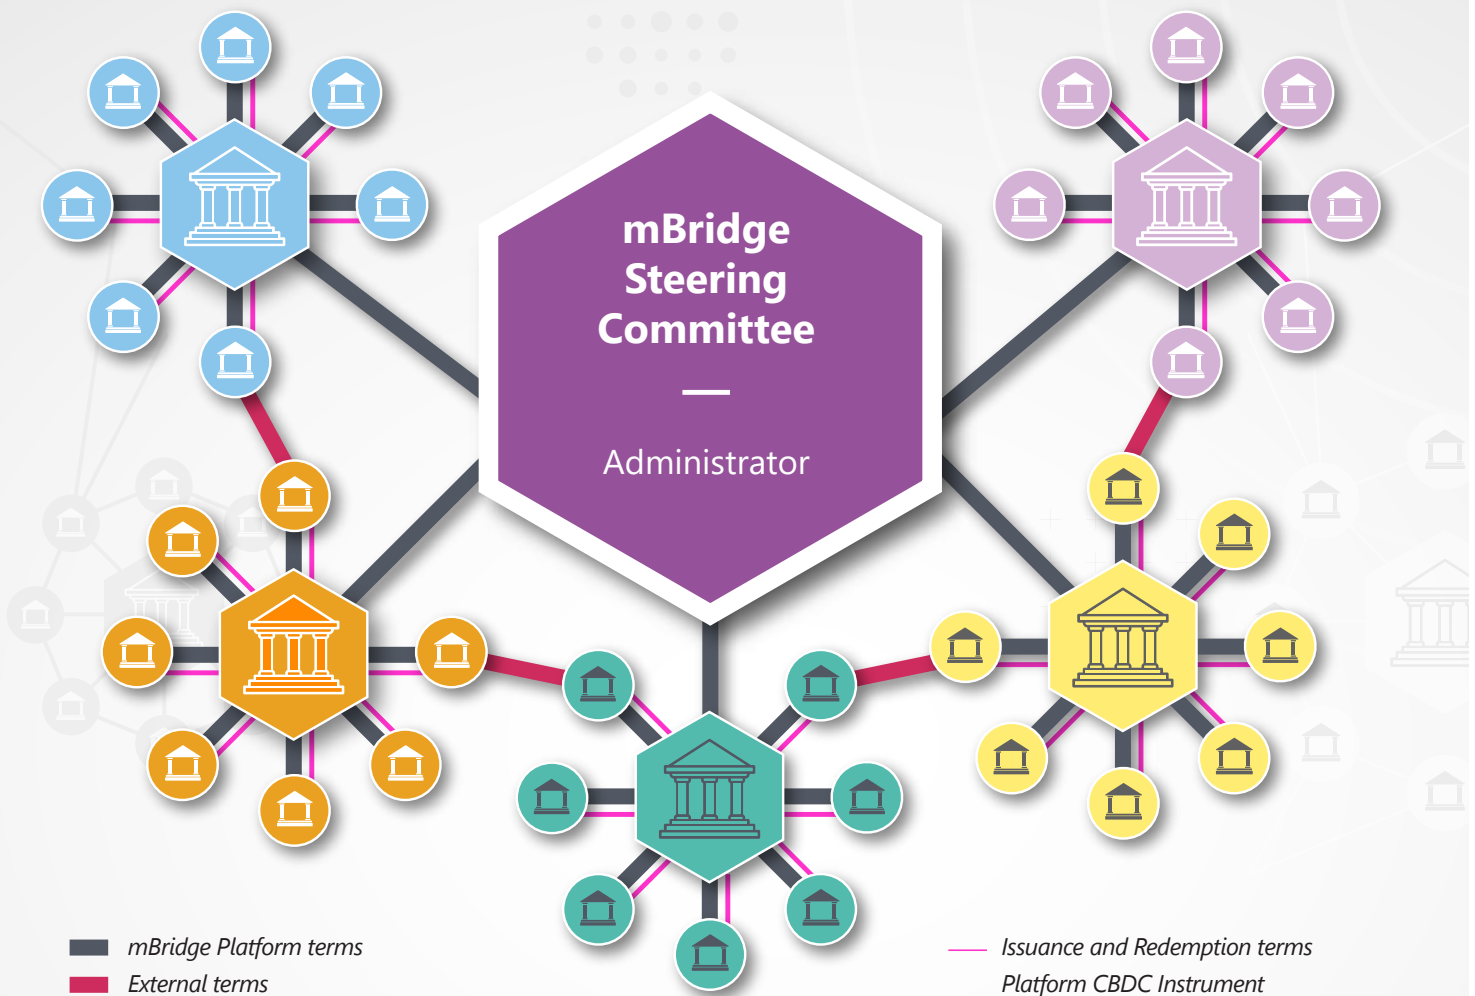 mBridge
Steering
Committee
Administrator
mBridge Platform terms
External terms
Issuance and Redemption terms
Platform CBDC Instrument